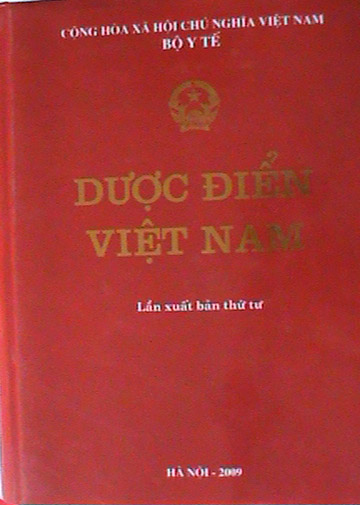 CỘNG HÒA XÃ HỘI CHỦ NGHĨA VIỆT NAM
BỘ Y TẾ
DƯỢC ĐIỂN
VIỆT NAM
Lần xuất bản thứ tư
HÀ NỘI - 2009